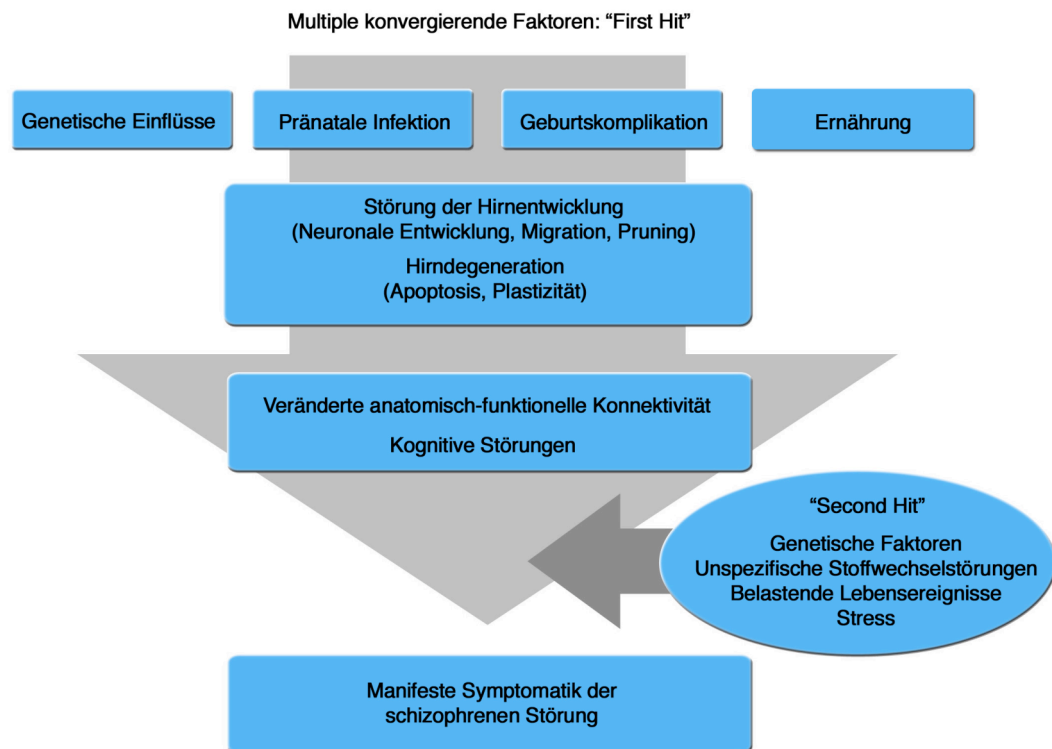 Multiple konvergierende Faktoren: “First Hit”
Genetische Einflüsse
Pränatale Infektion
Geburtskomplikation
Ernährung
Störung der Hirnentwicklung
(Neuronale Entwicklung, Migration, Pruning)
Hirndegeneration
(Apoptosis, Plastizität)
Veränderte anatomisch-funktionelle Konnektivität
Kognitive Störungen
“Second Hit”
Genetische Faktoren
Unspezifische Stoffwechselstörungen
Belastende Lebensereignisse
Stress
Manifeste Symptomatik der
schizophrenen Störung